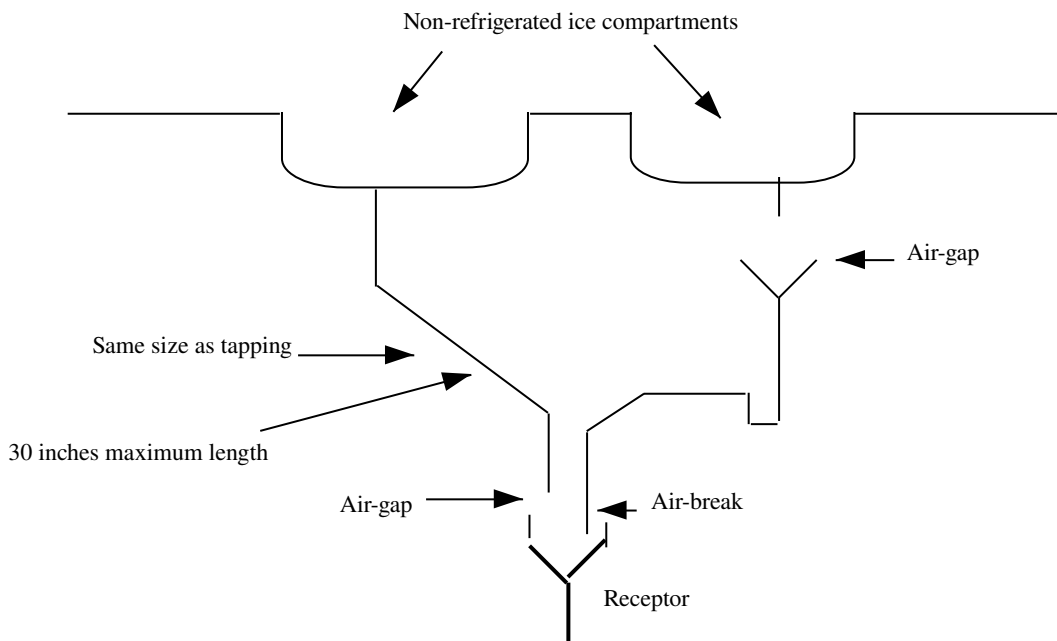 Non-refrigerated ice compartments
Air-gap
Same size as tapping
30 inches maximum length
Air-gap
Air-break
Receptor